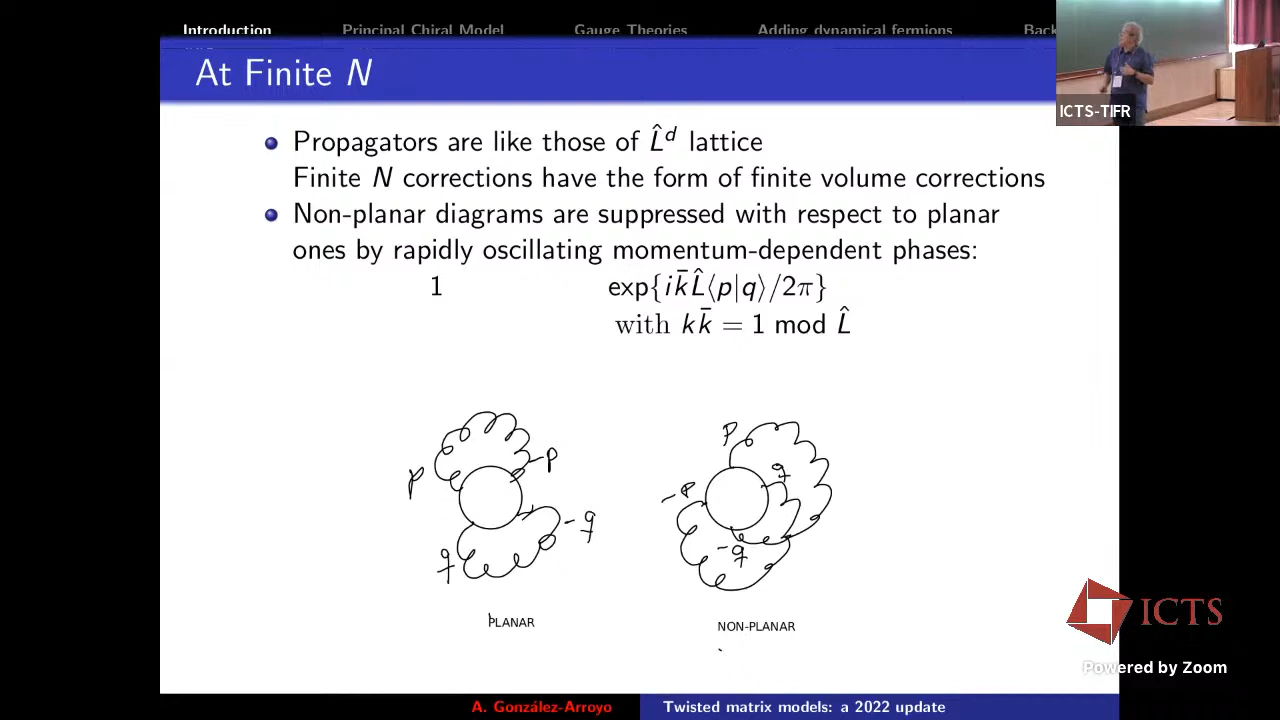 Introduction Principal Chiral Model Gauge Theories Adding dynamical fermions Back
At Finite N
ICTS-TIFR
Propagators are like those of L̂ᵈ lattice
Finite N corrections have the form of finite volume corrections
Non-planar diagrams are suppressed with respect to planar
ones by rapidly oscillating momentum-dependent phases:
1 exp{ik̄L̂⟨p|q⟩/2π}
with kk̄ = 1 mod L̂
p -p q -q
p q -p -q
PLANAR NON-PLANAR
ICTS
Powered by Zoom
A. González-Arroyo Twisted matrix models: a 2022 update